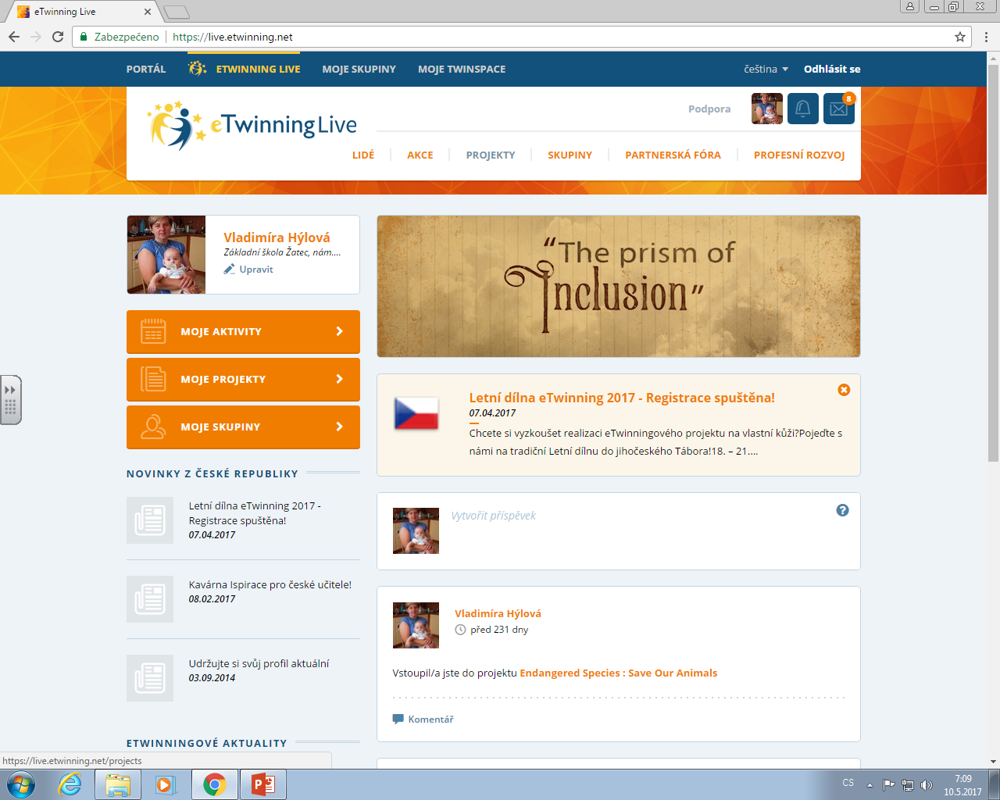 eTwinning Live
Zabezpečeno
https://live.etwinning.net
PORTÁL
ETWINNING LIVE
MOJE SKUPINY
MOJE TWINSPACE
čeština
Odhlásit se
eTwinningLive
Podpora
8
LIDÉ
AKCE
PROJEKTY
SKUPINY
PARTNERSKÁ FÓRA
PROFESNÍ ROZVOJ
Vladimíra Hýlová
Základní škola Žatec, nám....
Upravit
MOJE AKTIVITY
MOJE PROJEKTY
MOJE SKUPINY
NOVINKY Z ČESKÉ REPUBLIKY
Letní dílna eTwinning 2017 -
Registrace spuštěna!
07.04.2017
Kavárna Ispirace pro české učitele!
08.02.2017
Udržujte si svůj profil aktuální
03.09.2014
ETWINNINGOVÉ AKTUALITY
“The prism of
Inclusion”
Letní dílna eTwinning 2017 - Registrace spuštěna!
07.04.2017
Chcete si vyzkoušet realizaci eTwinningového projektu na vlastní kůži?Pojeďte s
námi na tradiční Letní dílnu do jihočeského Tábora!18. – 21....
Vytvořit příspěvek
Vladimíra Hýlová
před 231 dny
Vstoupil/a jste do projektu Endangered Species : Save Our Animals
Komentář
https://live.etwinning.net/projects
CS
7:09
10.5.2017